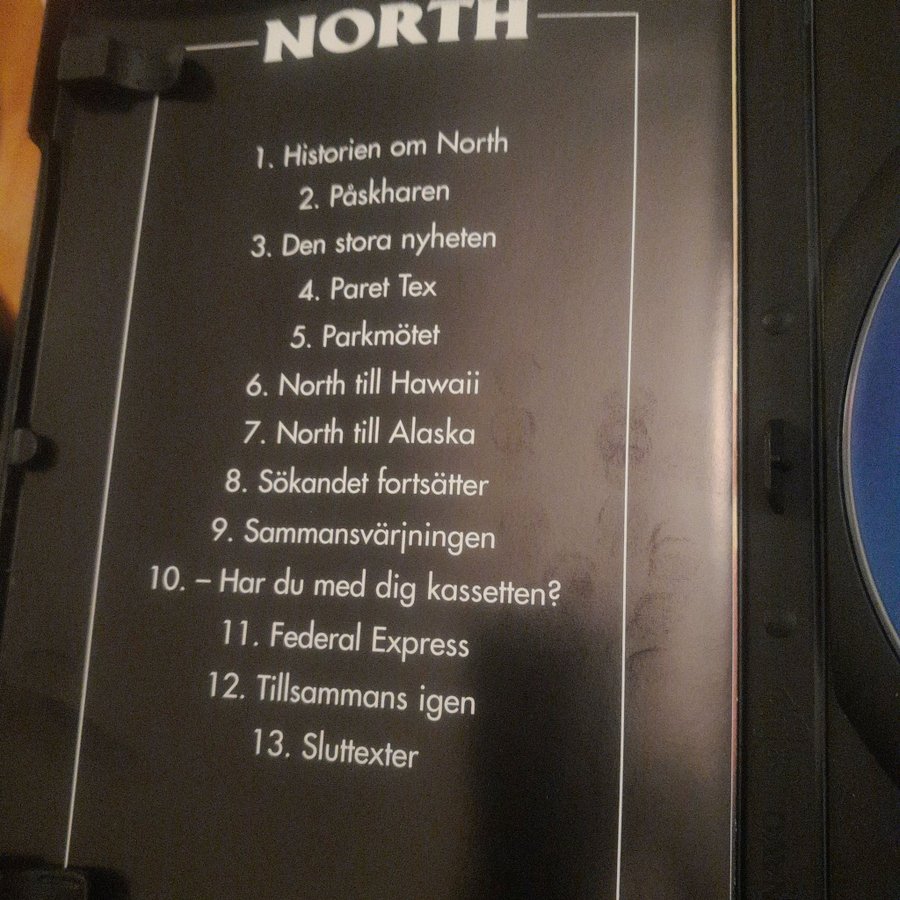 NORTH
1. Historien om North
2. Påskharen
3. Den stora nyheten
4. Paret Tex
5. Parkmötet
6. North till Hawaii
7. North till Alaska
8. Sökandet fortsätter
9. Sammansvärjningen
10. – Har du med dig kassetten?
11. Federal Express
12. Tillsammans igen
13. Sluttexter